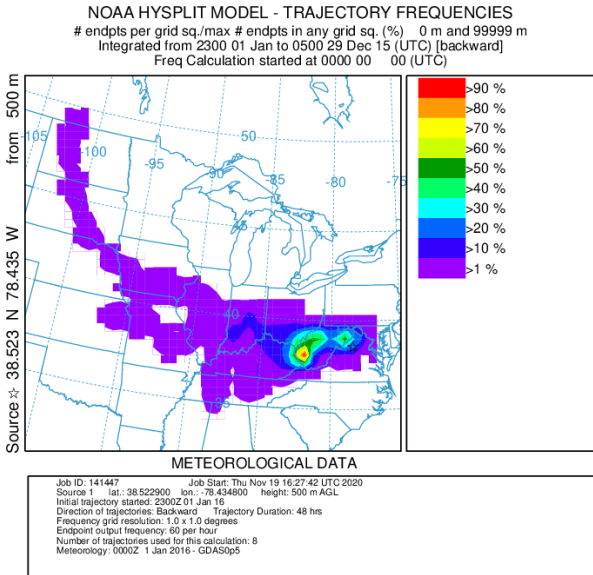 NOAA HYSPLIT MODEL - TRAJECTORY FREQUENCIES
# endpts per grid sq./max # endpts in any grid sq. (%)    0 m and 99999 m
Integrated from 2300 01 Jan to 0500 29 Dec 15 (UTC) [backward]
Freq Calculation started at 0000 00    00 (UTC)
Source ☆ 38.523 N 78.435 W from 500 m
-105
-100
-95
-90
-85
-80
-75
50
40
35
>90 %
>80 %
>70 %
>60 %
>50 %
>40 %
>30 %
>20 %
>10 %
>1 %
METEOROLOGICAL DATA
Job ID: 141447 Job Start: Thu Nov 19 16:27:42 UTC 2020
Source 1 lat.: 38.522900 lon.: -78.434800 height: 500 m AGL
Initial trajectory started: 2300Z 01 Jan 16
Direction of trajectories: Backward Trajectory Duration: 48 hrs
Frequency grid resolution: 1.0 x 1.0 degrees
Endpoint output frequency: 60 per hour
Number of trajectories used for this calculation: 8
Meteorology: 0000Z 1 Jan 2016 - GDAS0p5